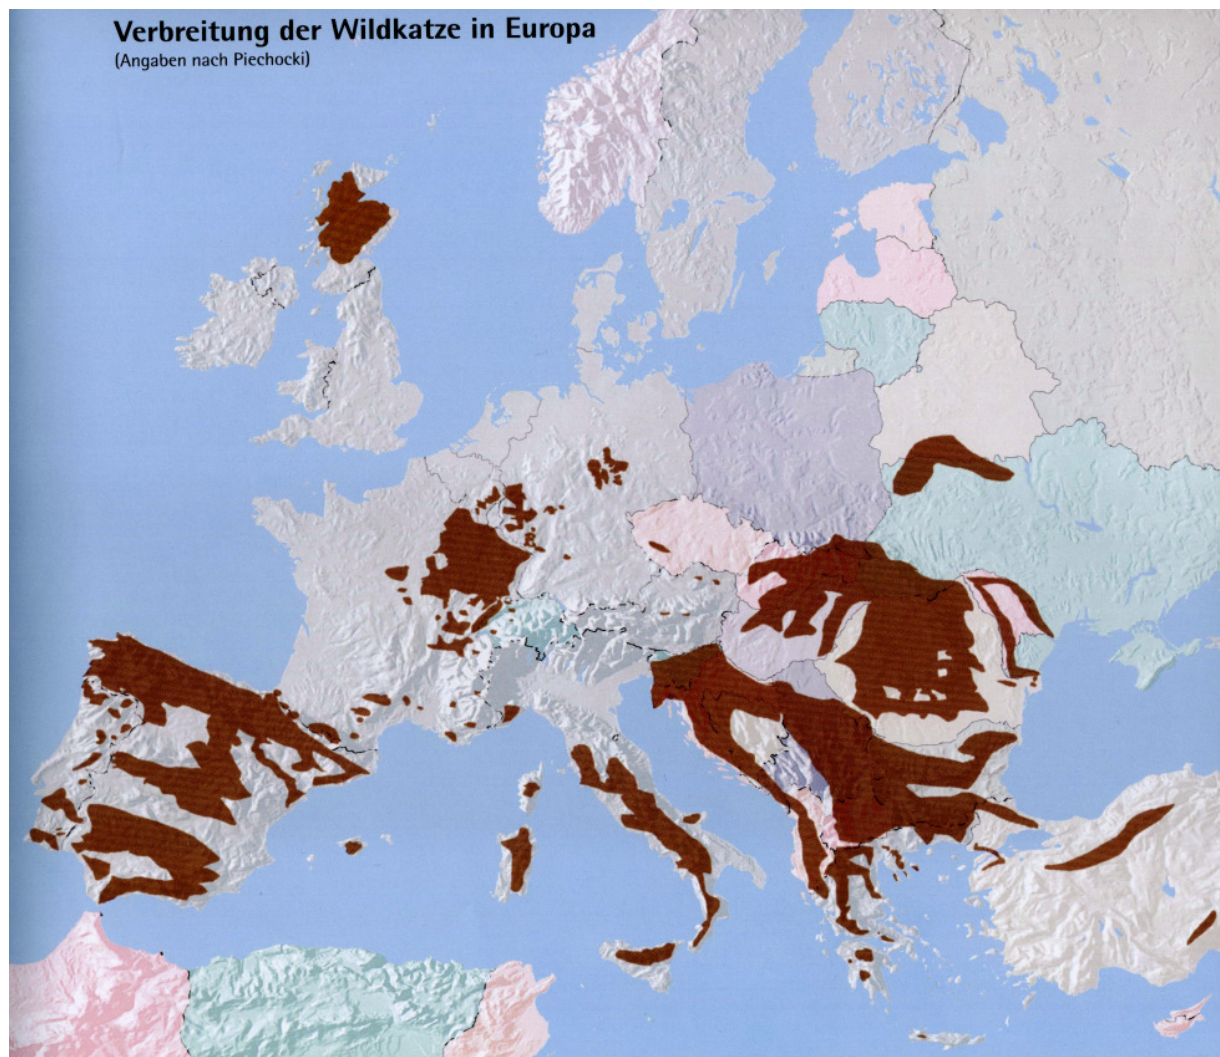 Verbreitung der Wildkatze in Europa
(Angaben nach Piechocki)